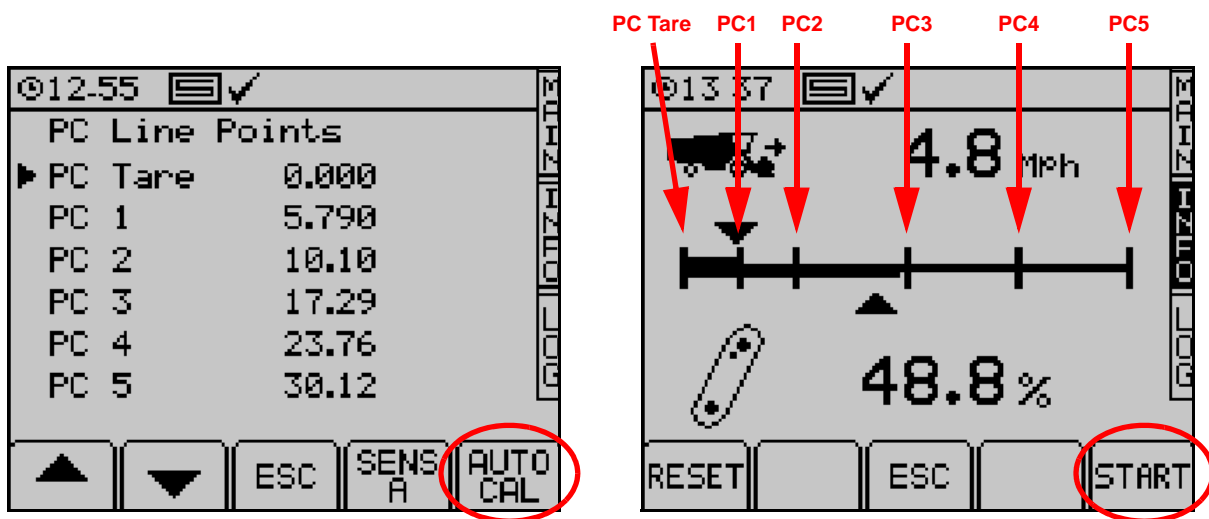 PC Tare PC1 PC2 PC3 PC4 PC5
12-55
PC Line Points
PC Tare 0.000
PC 1 5.790
PC 2 10.10
PC 3 17.29
PC 4 23.76
PC 5 30.12
ESC SENS A AUTO CAL
MAIN
INFO
LOG
13 37
4.8 Mph
48.8 %
RESET ESC START
MAIN
INFO
LOG